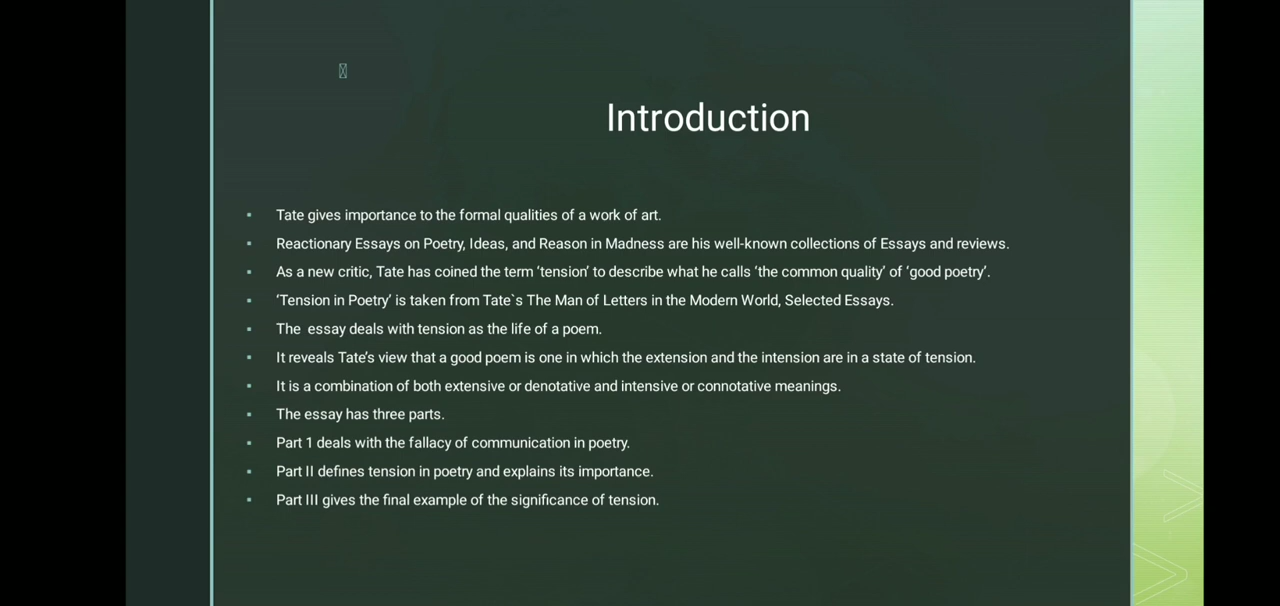 Introduction
▪ Tate gives importance to the formal qualities of a work of art.
▪ Reactionary Essays on Poetry, Ideas, and Reason in Madness are his well-known collections of Essays and reviews.
▪ As a new critic, Tate has coined the term ‘tension’ to describe what he calls ‘the common quality’ of ‘good poetry’.
▪ ‘Tension in Poetry’ is taken from Tate`s The Man of Letters in the Modern World, Selected Essays.
▪ The  essay deals with tension as the life of a poem.
▪ It reveals Tate’s view that a good poem is one in which the extension and the intension are in a state of tension.
▪ It is a combination of both extensive or denotative and intensive or connotative meanings.
▪ The essay has three parts.
▪ Part 1 deals with the fallacy of communication in poetry.
▪ Part II defines tension in poetry and explains its importance.
▪ Part III gives the final example of the significance of tension.